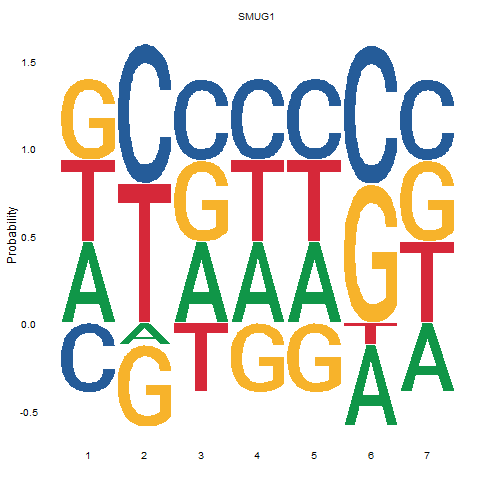 SMUG1
Probability
1.5
1.0
0.5
0.0
-0.5
G C C C C C C
T T G T T G G
A A A A A T T
C G T G G A A
1 2 3 4 5 6 7